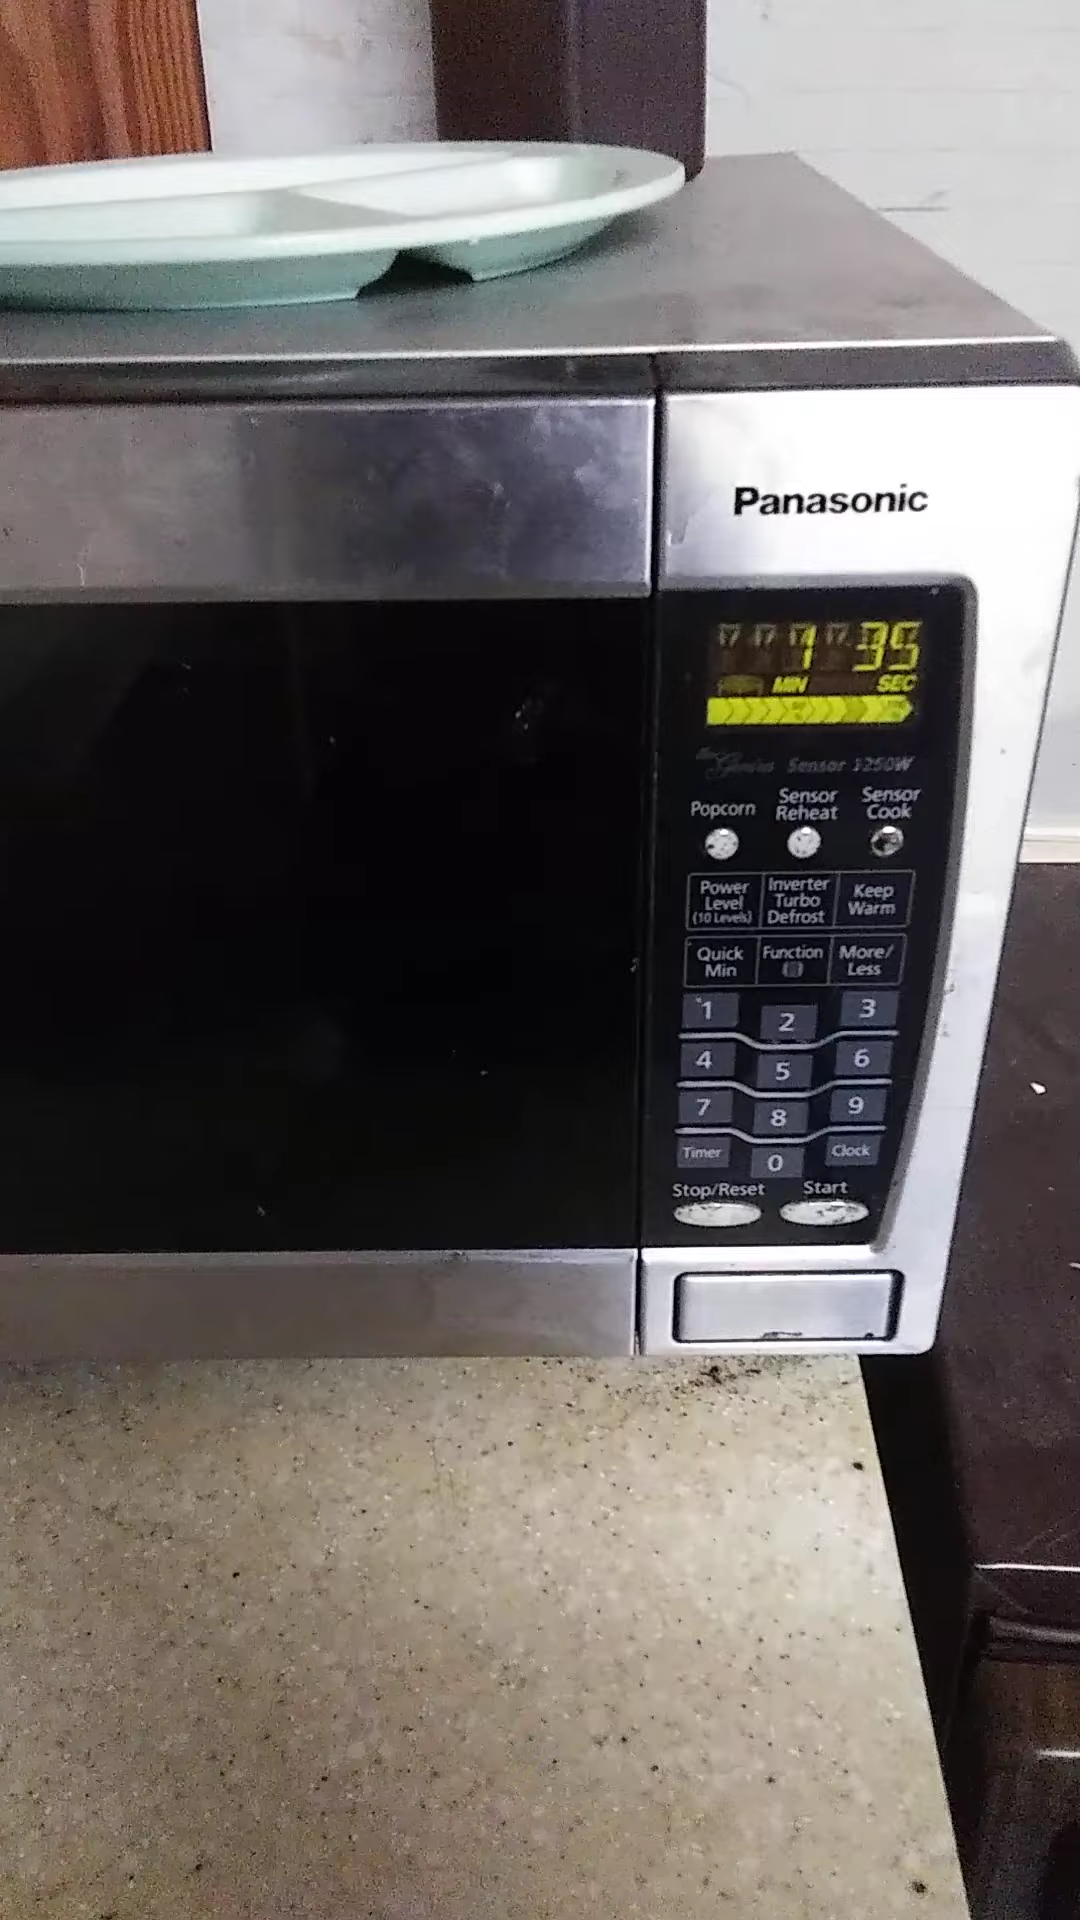 Panasonic
1 35
MIN SEC
the Genius Sensor 1250W
Popcorn Sensor Reheat Sensor Cook
Power Level (10 Levels) Inverter Turbo Defrost Keep Warm
Quick Min Function More/Less
1 2 3
4 5 6
7 8 9
Timer 0 Clock
Stop/Reset Start